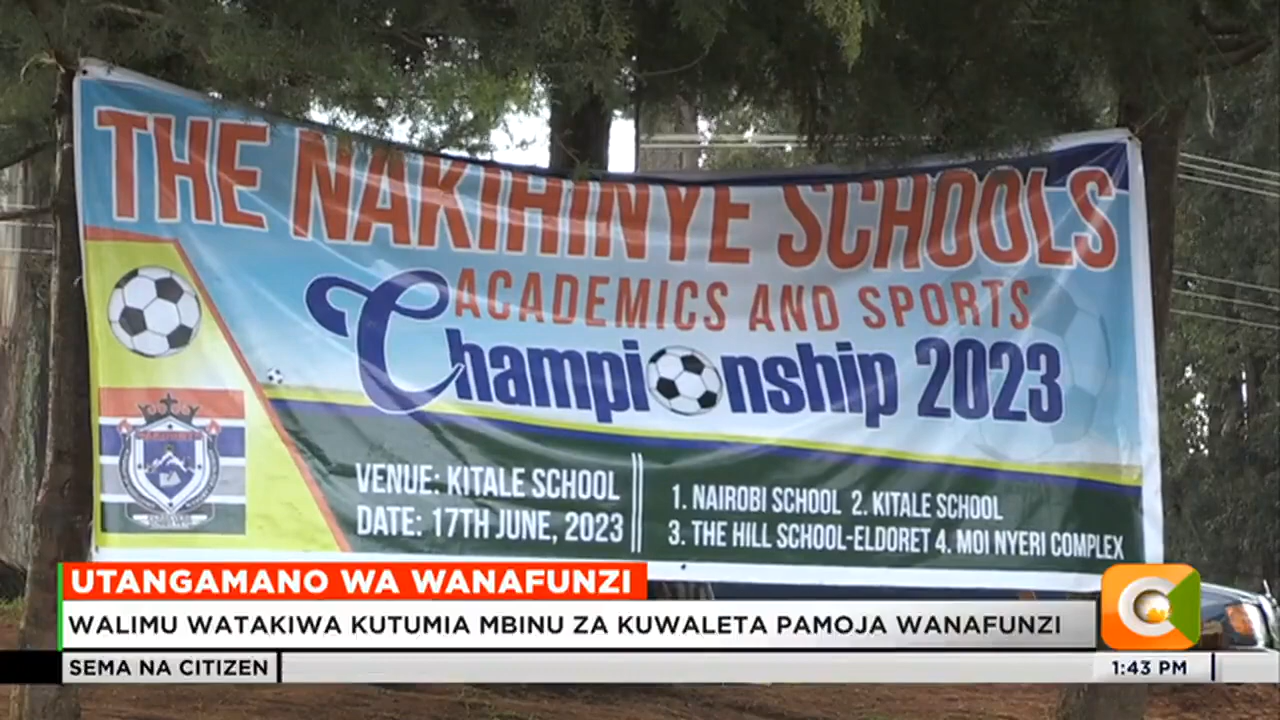 THE NAKIHINYE SCHOOLS
ACADEMICS AND SPORTS
Championship 2023
VENUE: KITALE SCHOOL
DATE: 17TH JUNE, 2023
1. NAIROBI SCHOOL 2. KITALE SCHOOL
3. THE HILL SCHOOL-ELDORET 4. MOI NYERI COMPLEX
UTANGAMANO WA WANAFUNZI
WALIMU WATAKIWA KUTUMIA MBINU ZA KUWALETA PAMOJA WANAFUNZI
SEMA NA CITIZEN
1:43 PM